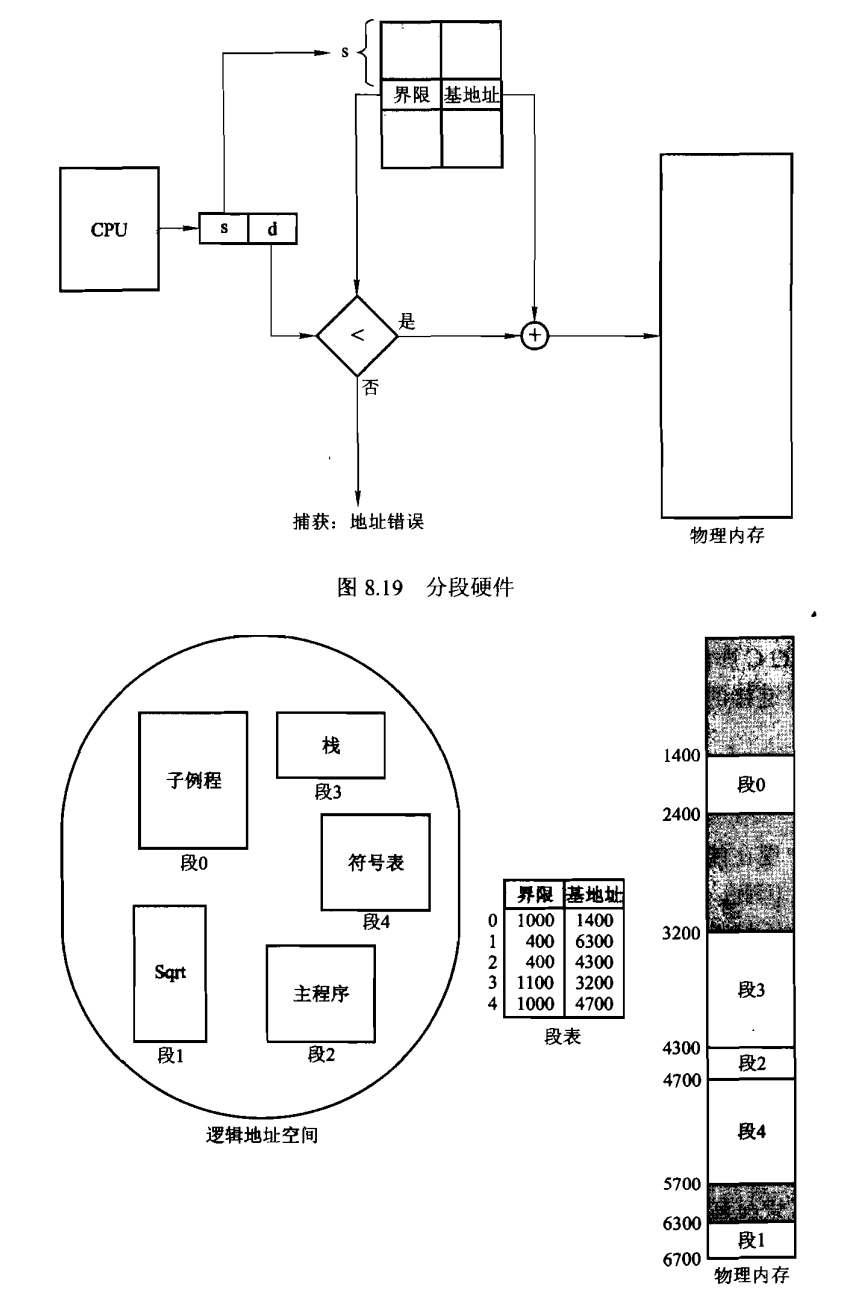 s
界限 基地址
CPU
s d
<
是
+
否
捕获：地址错误
物理内存
图 8.19 分段硬件
子例程
段0
栈
段3
符号表
段4
Sqrt
段1
主程序
段2
逻辑地址空间
界限 基地址
0 1000 1400
1 400 6300
2 400 4300
3 1100 3200
4 1000 4700
段表
1400
段0
2400
3200
段3
4300
段2
4700
段4
5700
6300
段1
6700
物理内存